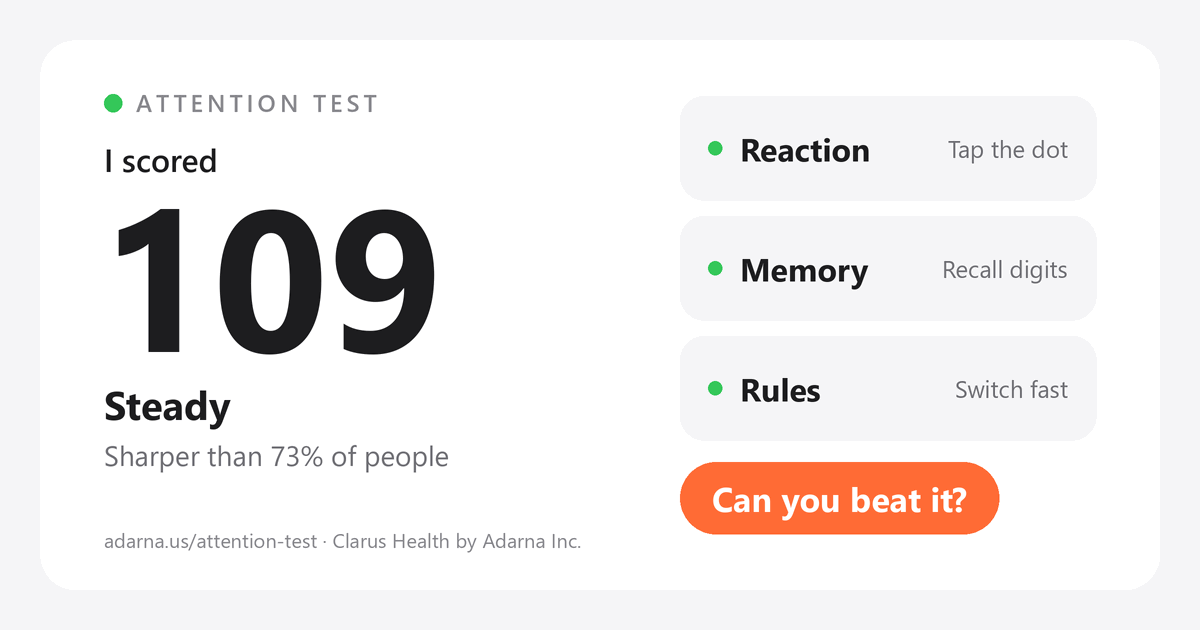 ATTENTION TEST
I scored
109
Steady
Sharper than 73% of people
adarna.us/attention-test · Clarus Health by Adarna Inc.
Reaction Tap the dot
Memory Recall digits
Rules Switch fast
Can you beat it?